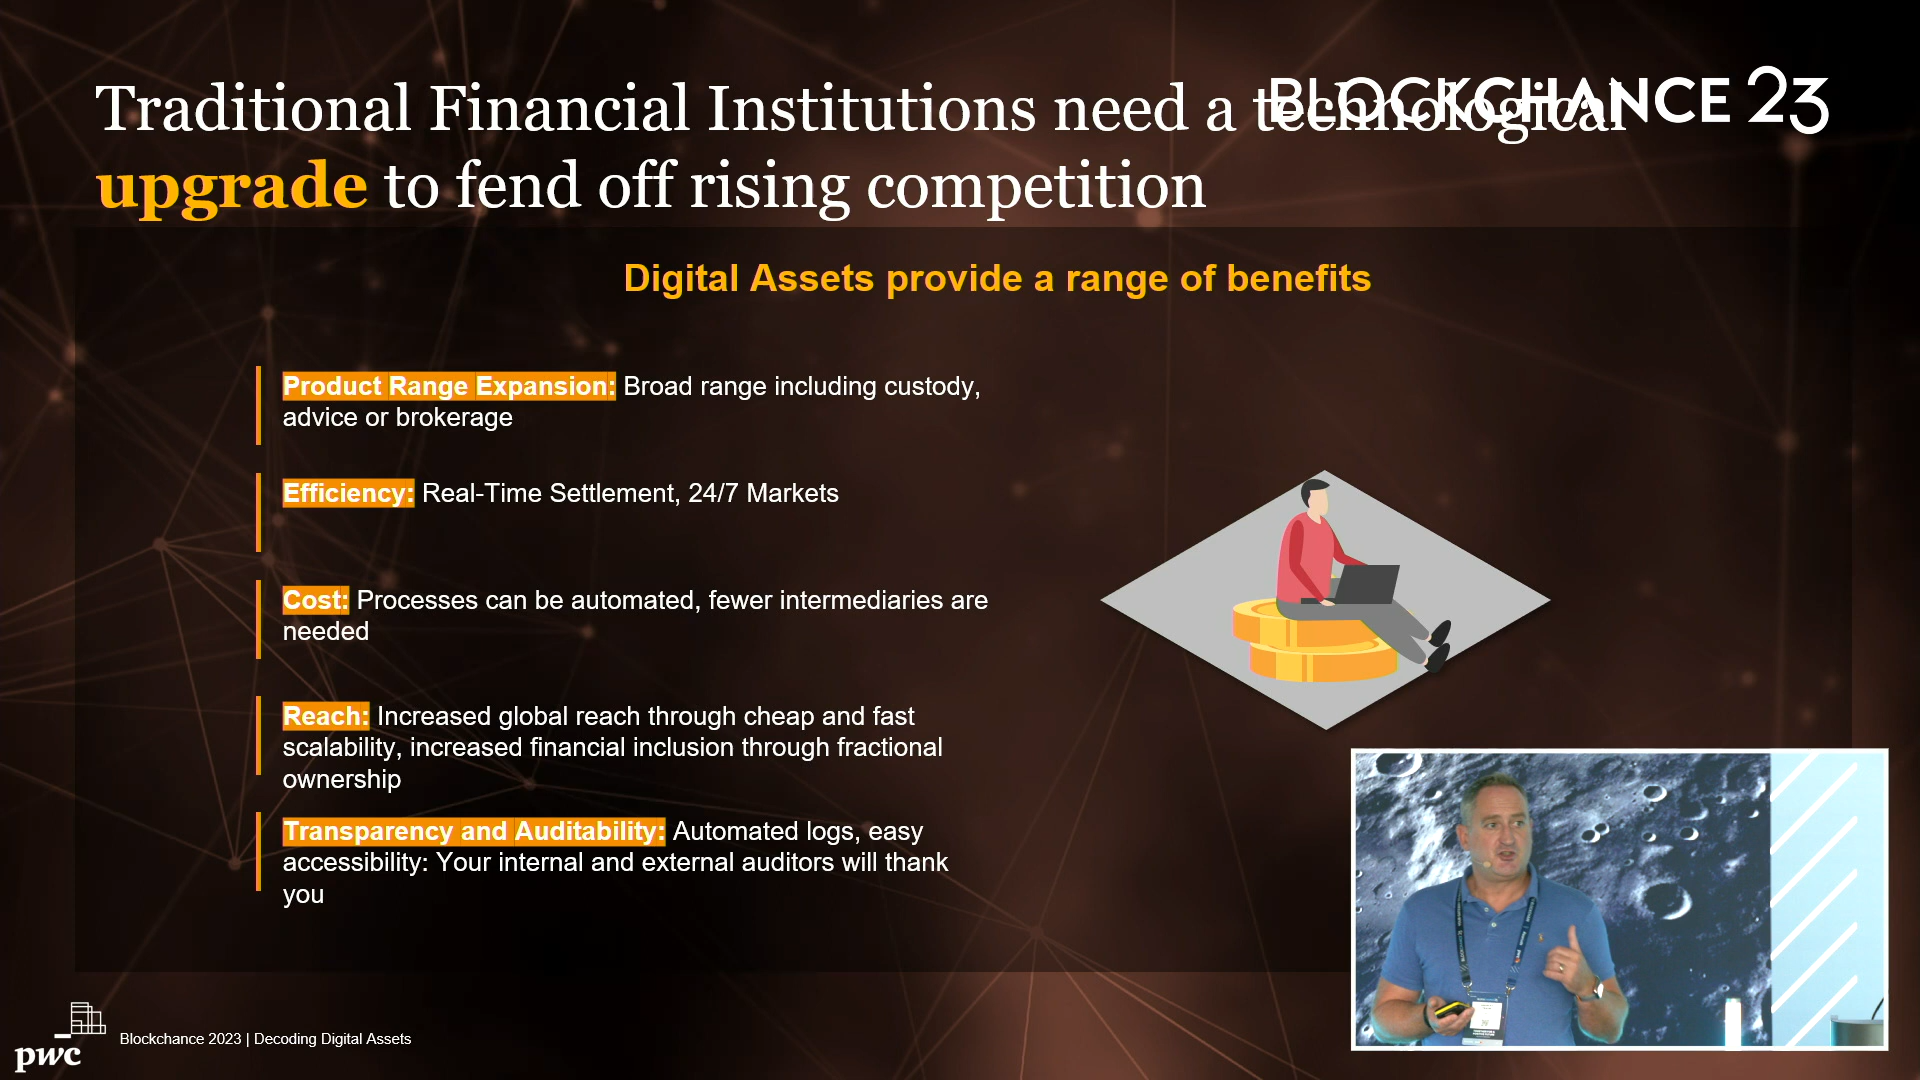 BLOCKCHANCE 23
Traditional Financial Institutions need a technological
upgrade to fend off rising competition
Digital Assets provide a range of benefits
Product Range Expansion: Broad range including custody,
advice or brokerage
Efficiency: Real-Time Settlement, 24/7 Markets
Cost: Processes can be automated, fewer intermediaries are
needed
Reach: Increased global reach through cheap and fast
scalability, increased financial inclusion through fractional
ownership
Transparency and Auditability: Automated logs, easy
accessibility: Your internal and external auditors will thank
you
pwc
Blockchance 2023 | Decoding Digital Assets